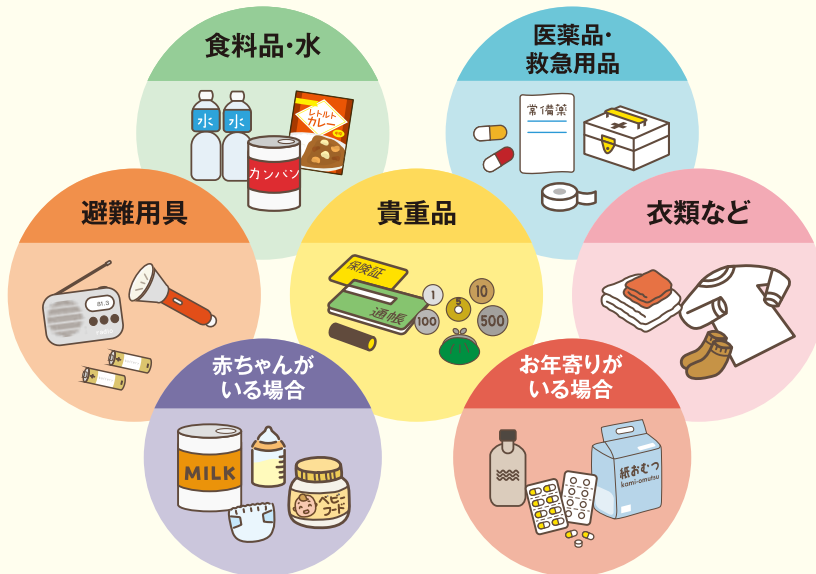 食料品・水
水
水
レトルト
カレー
カンパン
医薬品・
救急用品
常備薬
避難用具
81.3
貴重品
保険証
通帳
1
5
10
100
500
衣類など
赤ちゃんが
いる場合
MILK
ベビー
フード
お年寄りが
いる場合
紙おむつ
kami-omutsu